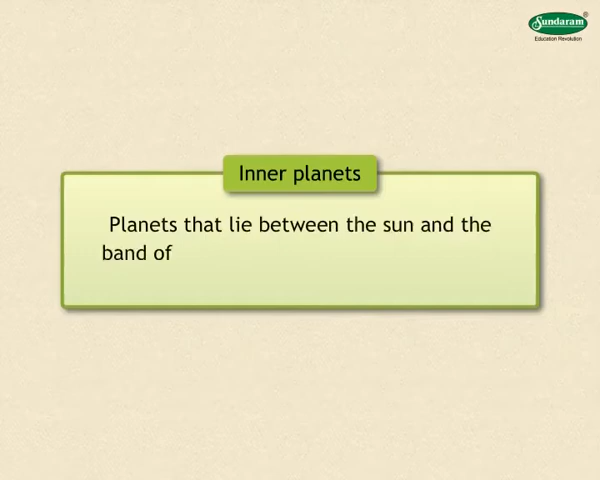 Sundaram
Education Revolution
Inner planets
Planets that lie between the sun and the
band of